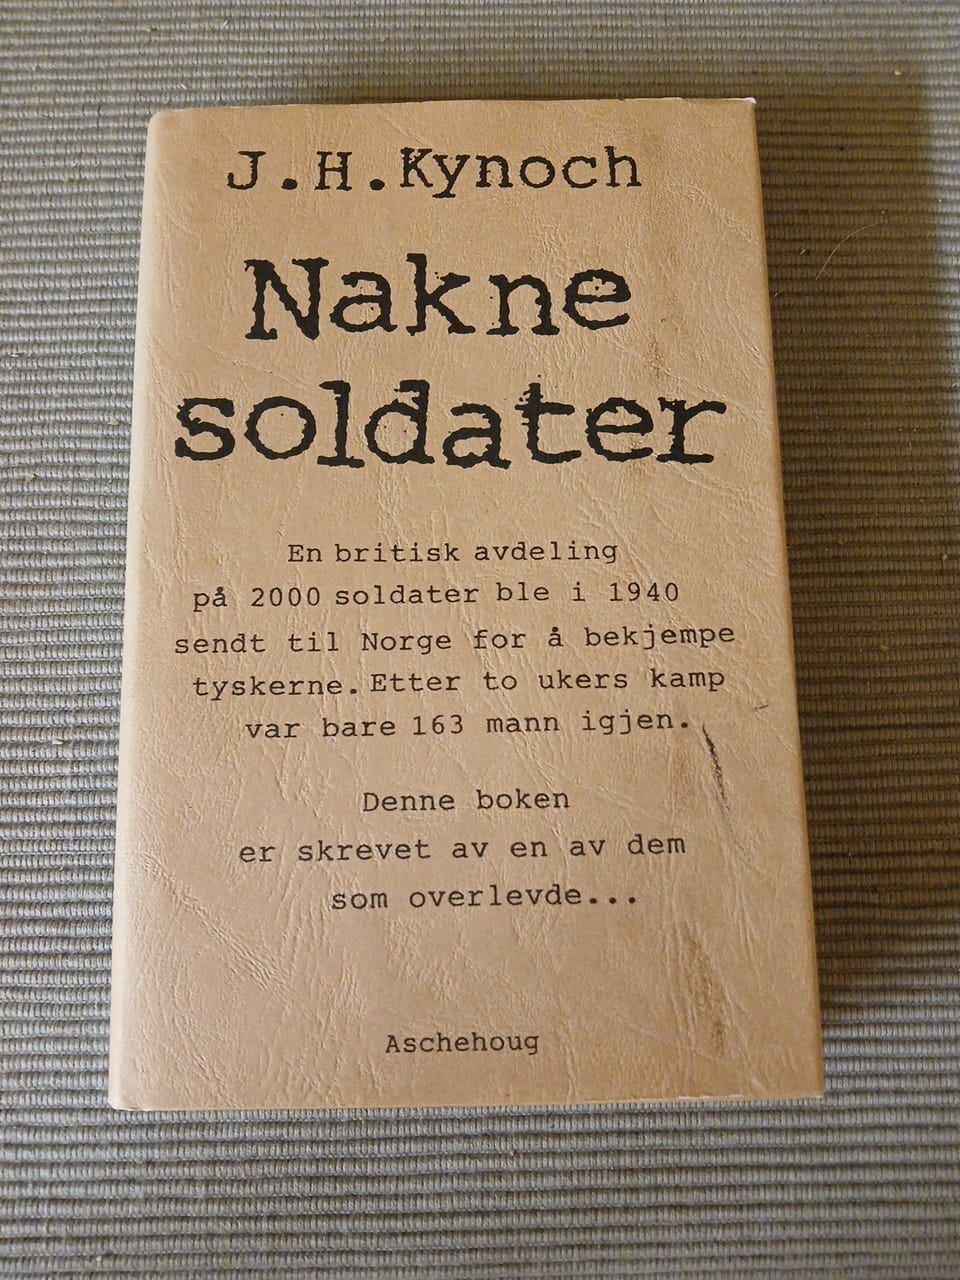 J.H.Kynoch
Nakne
soldater
En britisk avdeling
på 2000 soldater ble i 1940
sendt til Norge for å bekjempe
tyskerne. Etter to ukers kamp
var bare 163 mann igjen.
Denne boken
er skrevet av en av dem
som overlevde...
Aschehoug